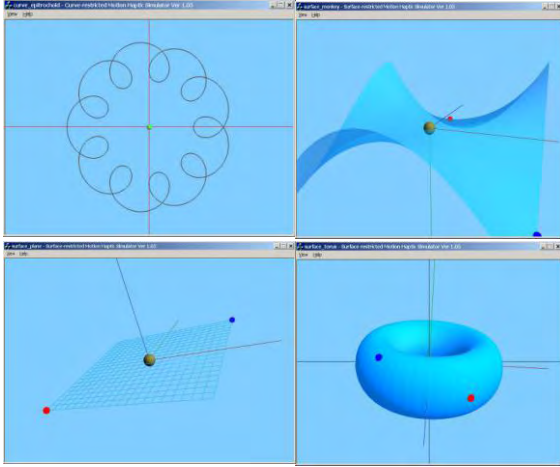 curve_epitrochoid - Curve-restricted Motion Haptic Simulator Ver 1.05
View Help
surface_monkey - Surface-restricted Motion Haptic Simulator Ver 1.05
View Help
surface_plane - Surface-restricted Motion Haptic Simulator Ver 1.05
View Help
surface_torus - Surface-restricted Motion Haptic Simulator Ver 1.05
View Help